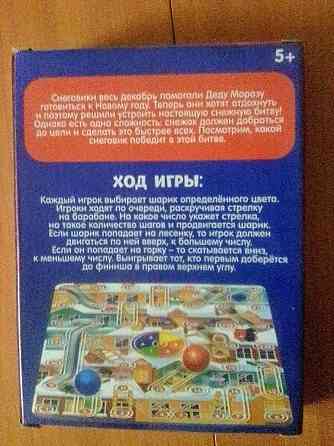 5+
Снеговики весь декабрь помогали Деду Морозу
готовиться к Новому году. Теперь они хотят отдохнуть
и поэтому решили устроить настоящую снежную битву!
Однако есть одна сложность: снежок должен добраться
до цели и сделать это быстрее всех. Посмотрим, какой
снеговик победит в этой битве.
ХОД ИГРЫ:
Каждый игрок выбирает шарик определённого цвета.
Игроки ходят по очереди, раскручивая стрелку
на барабане. На какое число укажет стрелка,
на такое количество шагов и продвигается шарик.
Если шарик попадает на лесенку, то игрок должен
двигаться по ней вверх, к большему числу.
Если он попадает на горку – то скатывается вниз,
к меньшему числу. Выигрывает тот, кто первым доберётся
до финиша в правом верхнем углу.